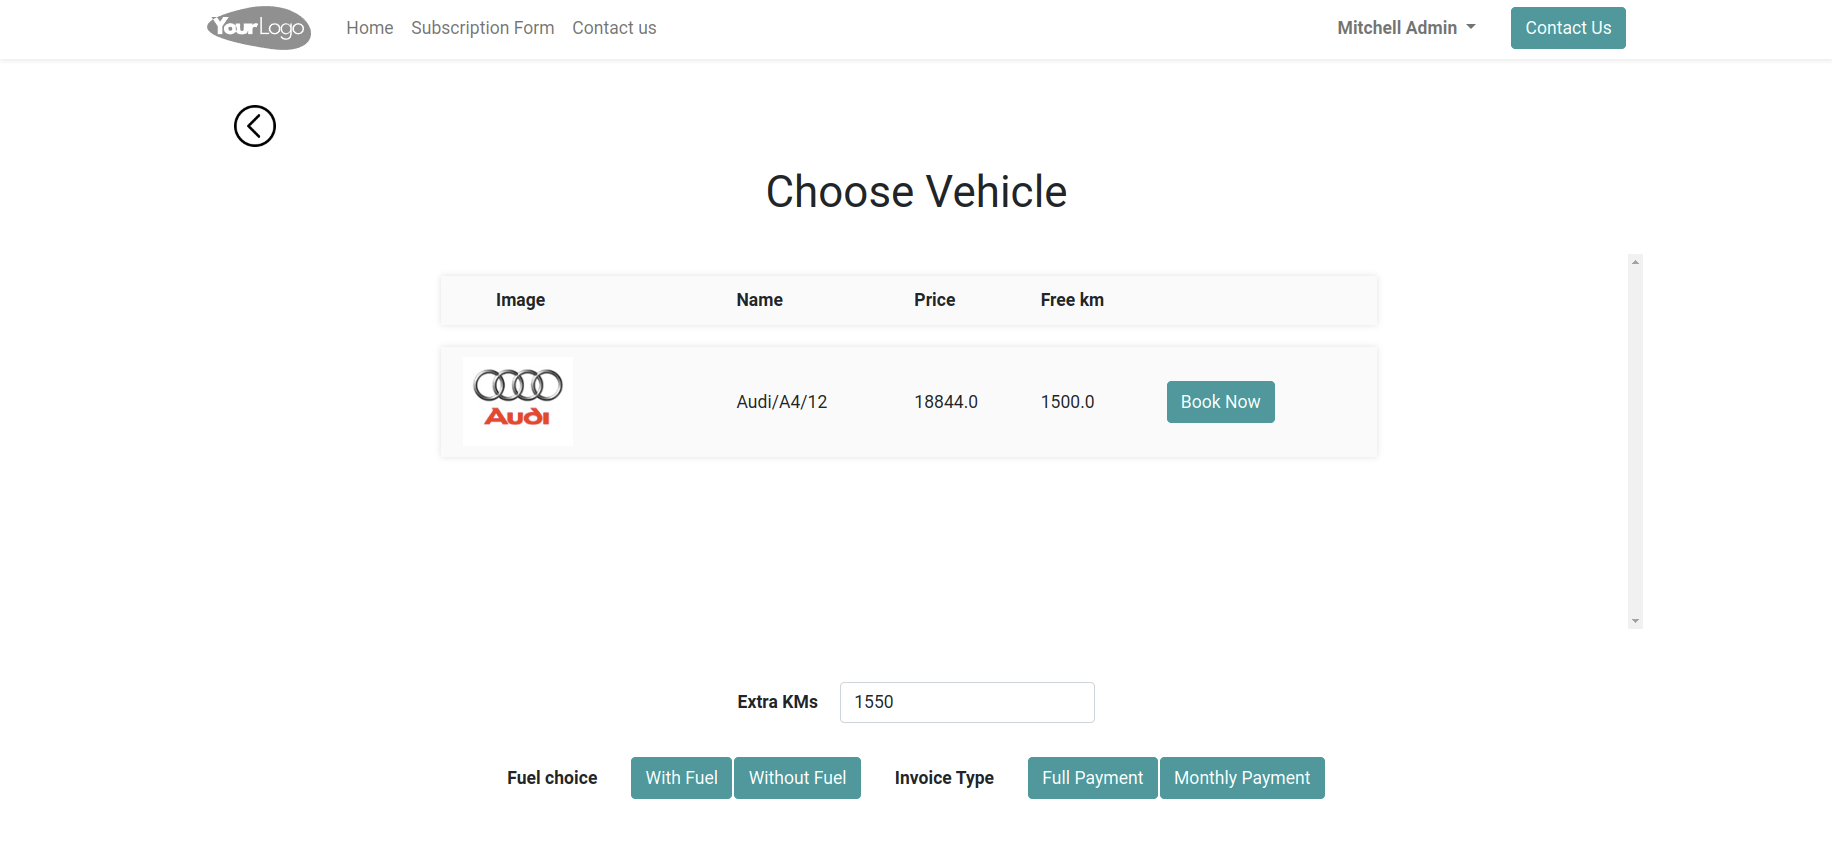 YourLogo Home Subscription Form Contact us Mitchell Admin Contact Us
Choose Vehicle
Image Name Price Free km
Audi Audi/A4/12 18844.0 1500.0 Book Now
Extra KMs 1550
Fuel choice With Fuel Without Fuel Invoice Type Full Payment Monthly Payment